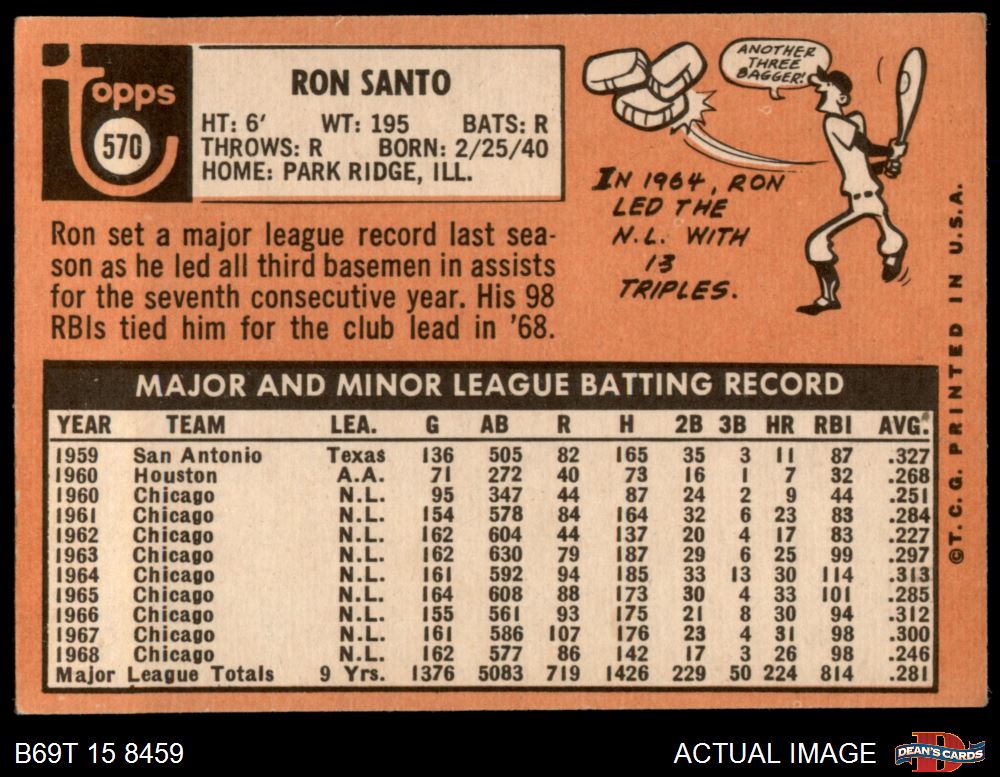 topps
570
RON SANTO
HT: 6' WT: 195 BATS: R
THROWS: R BORN: 2/25/40
HOME: PARK RIDGE, ILL.
Ron set a major league record last sea-
son as he led all third basemen in assists
for the seventh consecutive year. His 98
RBIs tied him for the club lead in '68.
ANOTHER
THREE
BAGGER!
IN 1964, RON
LED THE
N.L. WITH
13
TRIPLES.
MAJOR AND MINOR LEAGUE BATTING RECORD
YEAR TEAM LEA. G AB R H 2B 3B HR RBI AVG.
1959 San Antonio Texas 136 505 82 165 35 3 11 87 .327
1960 Houston A.A. 71 272 40 73 16 1 7 32 .268
1960 Chicago N.L. 95 347 44 87 24 2 9 44 .251
1961 Chicago N.L. 154 578 84 164 32 6 23 83 .284
1962 Chicago N.L. 162 604 44 137 20 4 17 83 .227
1963 Chicago N.L. 162 630 79 187 29 6 25 99 .297
1964 Chicago N.L. 161 592 94 185 33 13 30 114 .313
1965 Chicago N.L. 164 608 88 173 30 4 33 101 .285
1966 Chicago N.L. 155 561 93 175 21 8 30 94 .312
1967 Chicago N.L. 161 586 107 176 23 4 31 98 .300
1968 Chicago N.L. 162 577 86 142 17 3 26 98 .246
Major League Totals 9 Yrs. 1376 5083 719 1426 229 50 224 814 .281
©T.C.G. PRINTED IN U.S.A.
B69T 15 8459
ACTUAL IMAGE
DEAN'S CARDS